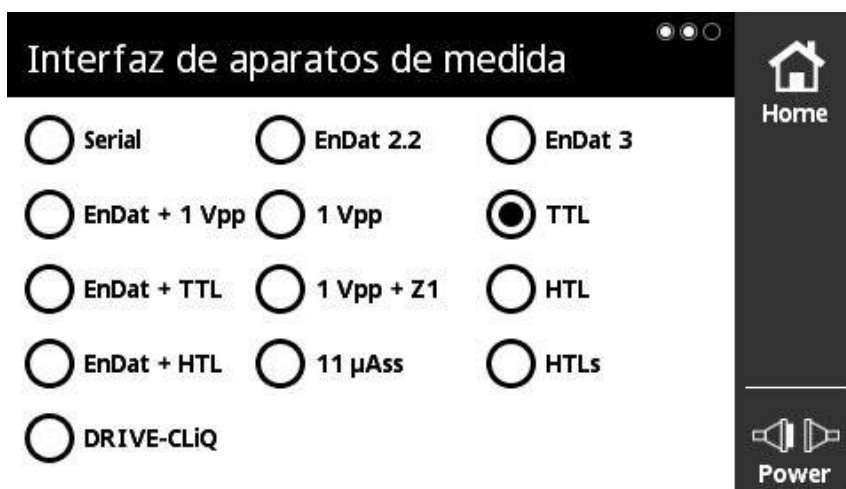 Interfaz de aparatos de medida
Home
Serial
EnDat 2.2
EnDat 3
EnDat + 1 Vpp
1 Vpp
TTL
EnDat + TTL
1 Vpp + Z1
HTL
EnDat + HTL
11 µAss
HTLs
DRIVE-CLiQ
Power